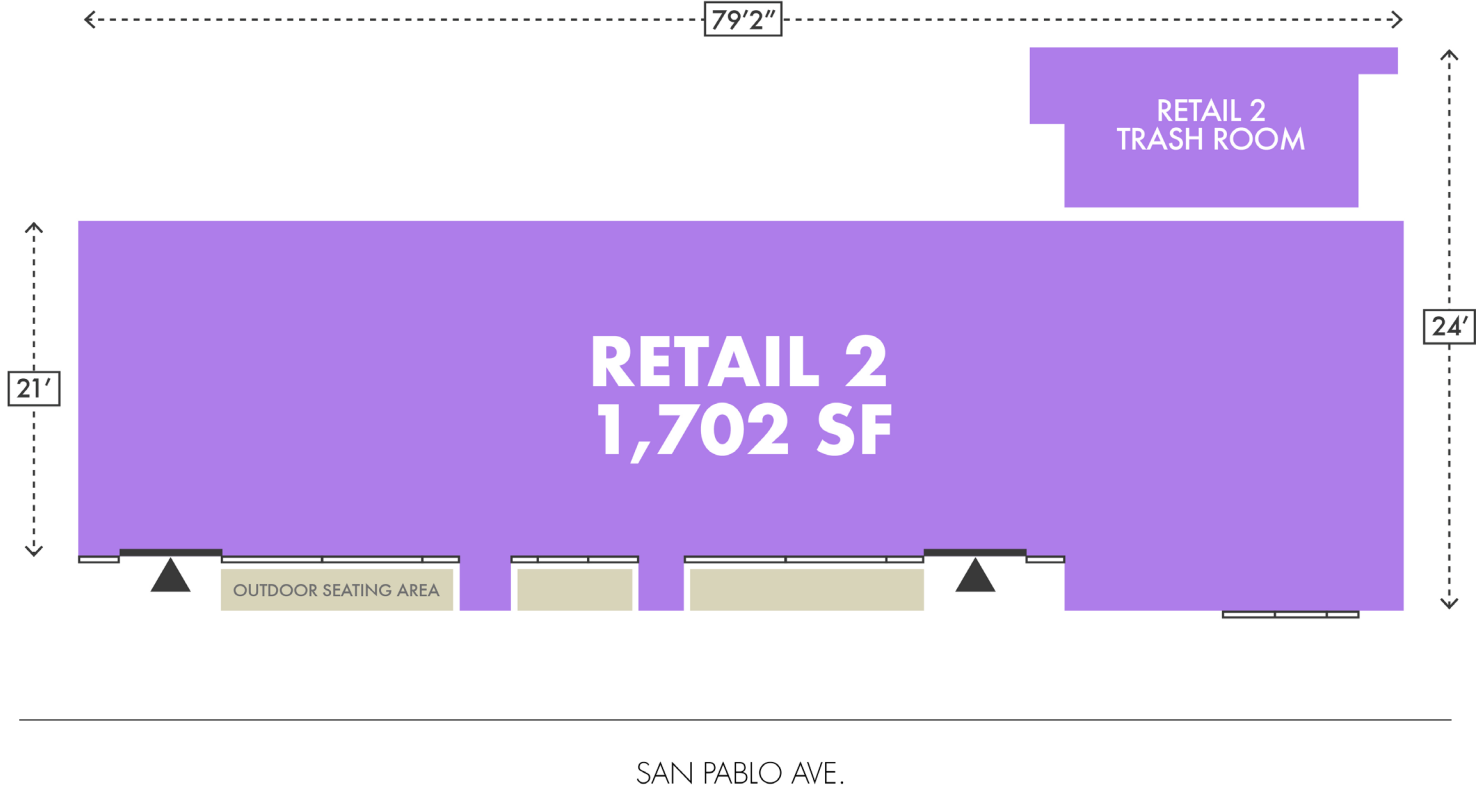 79’2”
RETAIL 2
TRASH ROOM
21’
24’
RETAIL 2
1,702 SF
OUTDOOR SEATING AREA
SAN PABLO AVE.